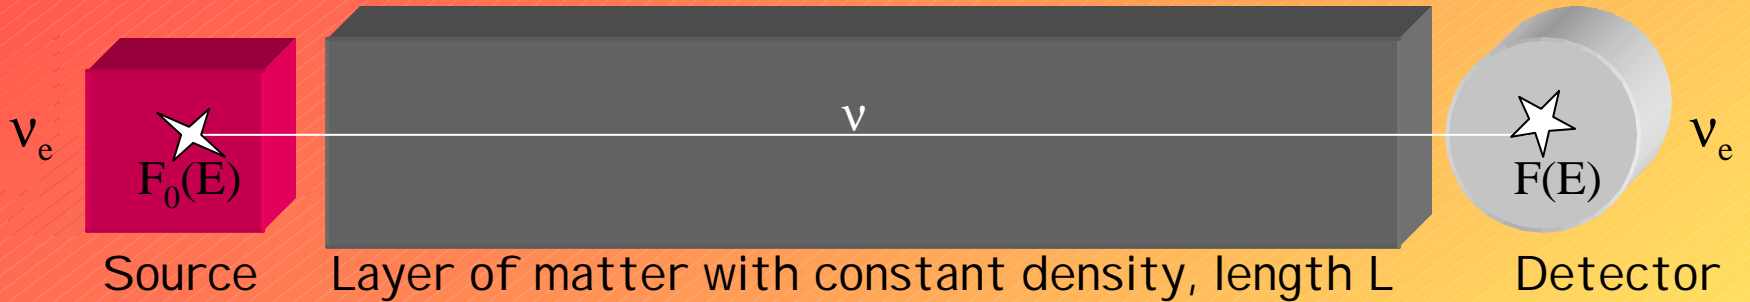 ν
νₑ F₀(E) F(E) νₑ
Source Layer of matter with constant density, length L Detector